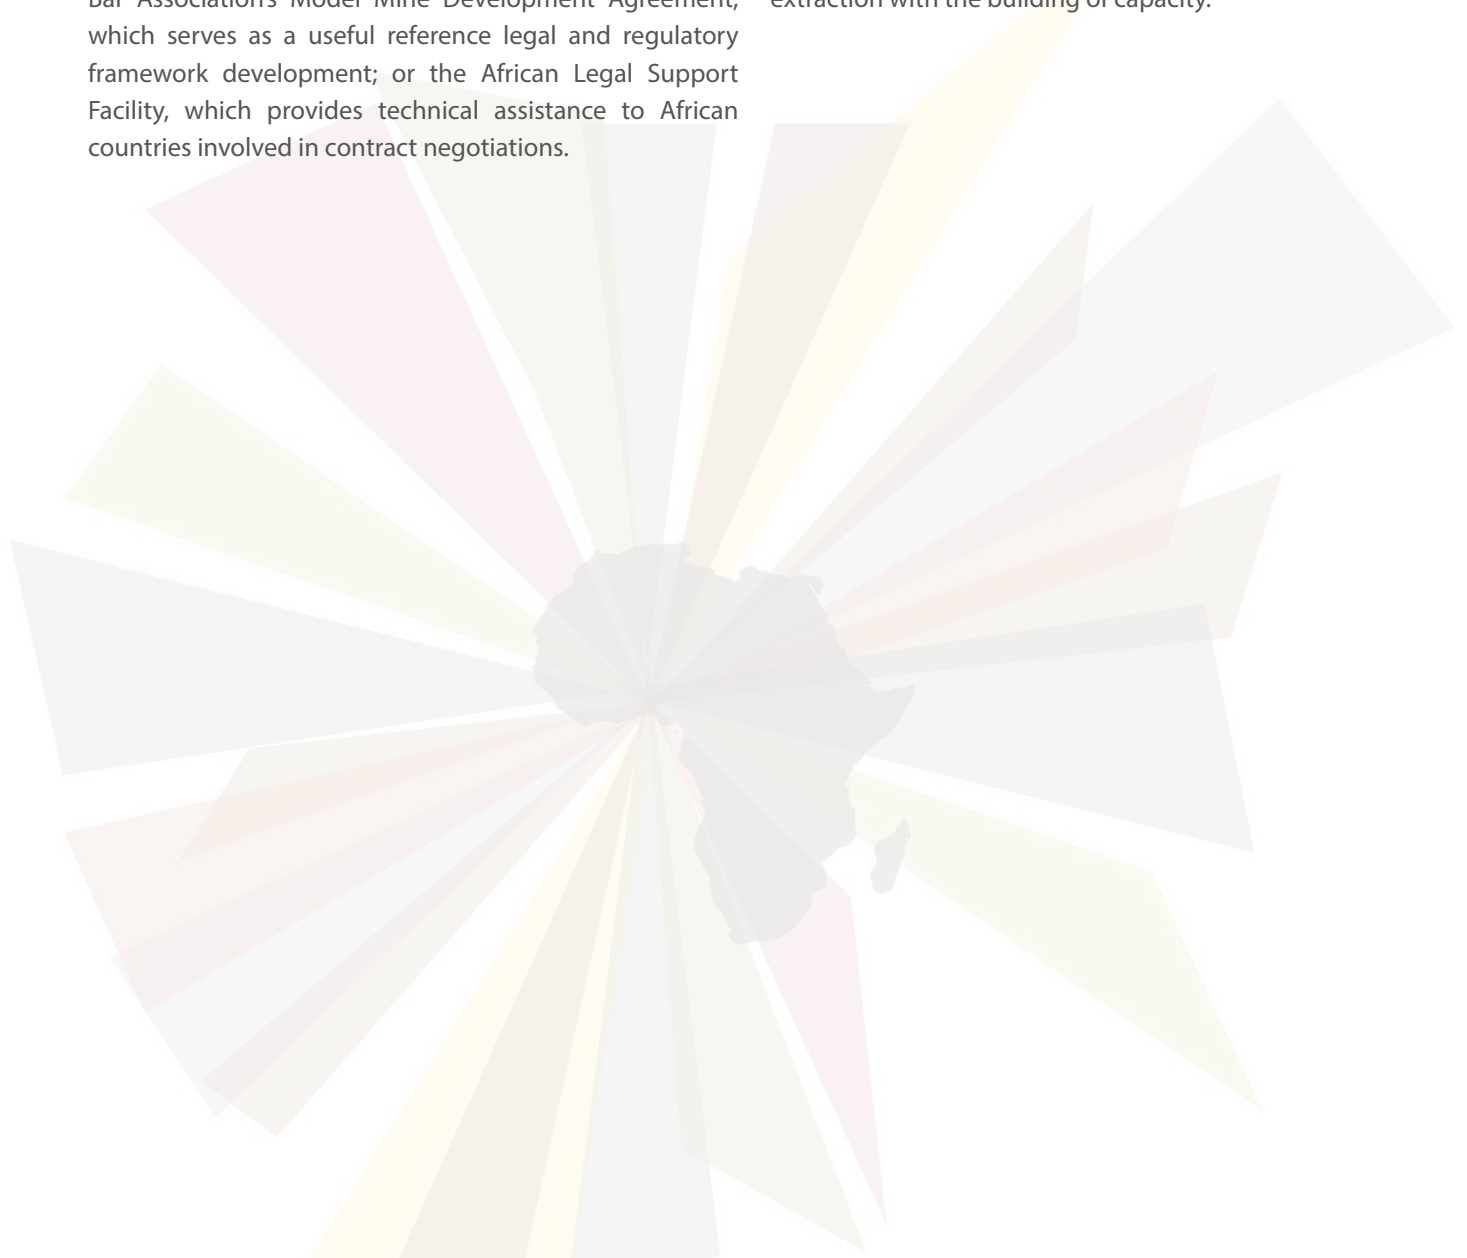 Bar Association's Model Mine Development Agreement,
which serves as a useful reference legal and regulatory
framework development; or the African Legal Support
Facility, which provides technical assistance to African
countries involved in contract negotiations.
extraction with the building of capacity.